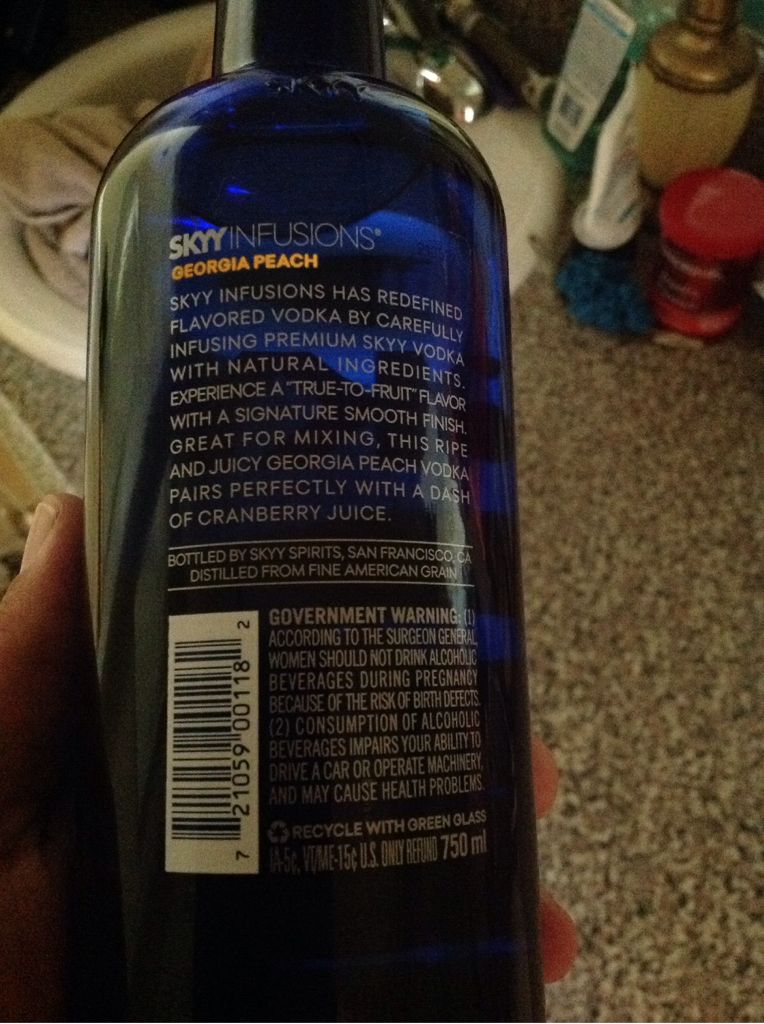 SKYY INFUSIONS®
GEORGIA PEACH
SKYY INFUSIONS HAS REDEFINED
FLAVORED VODKA BY CAREFULLY
INFUSING PREMIUM SKYY VODKA
WITH NATURAL INGREDIENTS.
EXPERIENCE A "TRUE-TO-FRUIT" FLAVOR
WITH A SIGNATURE SMOOTH FINISH.
GREAT FOR MIXING, THIS RIPE
AND JUICY GEORGIA PEACH VODKA
PAIRS PERFECTLY WITH A DASH
OF CRANBERRY JUICE.
BOTTLED BY SKYY SPIRITS, SAN FRANCISCO, CA
DISTILLED FROM FINE AMERICAN GRAIN
GOVERNMENT WARNING: (1)
ACCORDING TO THE SURGEON GENERAL,
WOMEN SHOULD NOT DRINK ALCOHOLIC
BEVERAGES DURING PREGNANCY
BECAUSE OF THE RISK OF BIRTH DEFECTS.
(2) CONSUMPTION OF ALCOHOLIC
BEVERAGES IMPAIRS YOUR ABILITY TO
DRIVE A CAR OR OPERATE MACHINERY,
AND MAY CAUSE HEALTH PROBLEMS.
RECYCLE WITH GREEN GLASS
IA-5¢, VT/ME-15¢ U.S. ONLY REFUND 750 ml
7 21059 00118 2